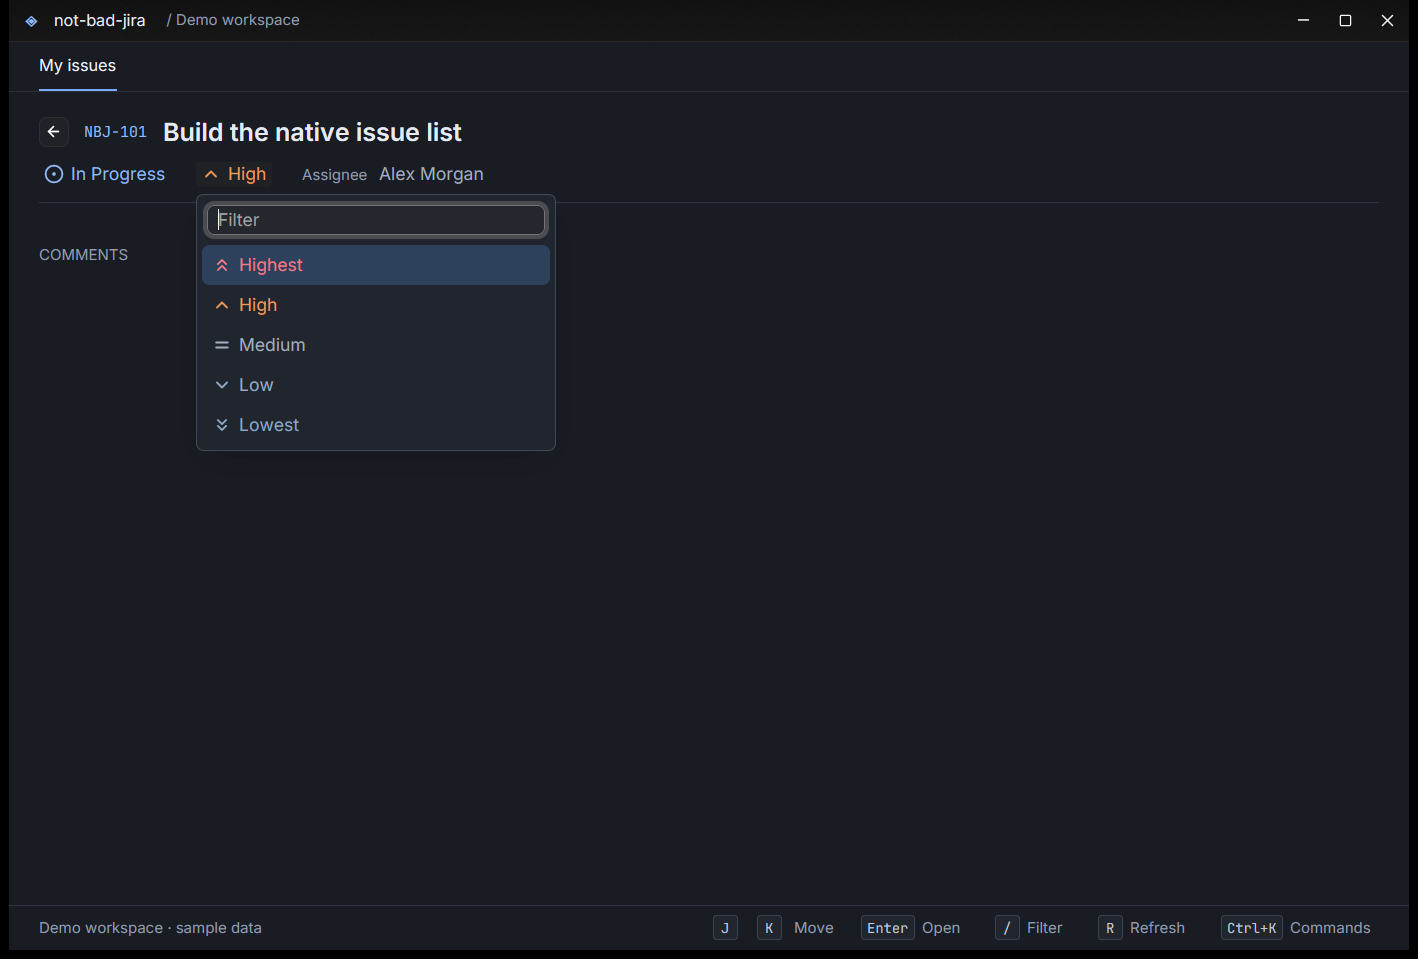 not-bad-jira / Demo workspace
My issues
NBJ-101 Build the native issue list
In Progress High Assignee Alex Morgan
Filter
Highest
COMMENTS
High
Medium
Low
Lowest
Demo workspace · sample data J K Move Enter Open / Filter R Refresh Ctrl+K Commands